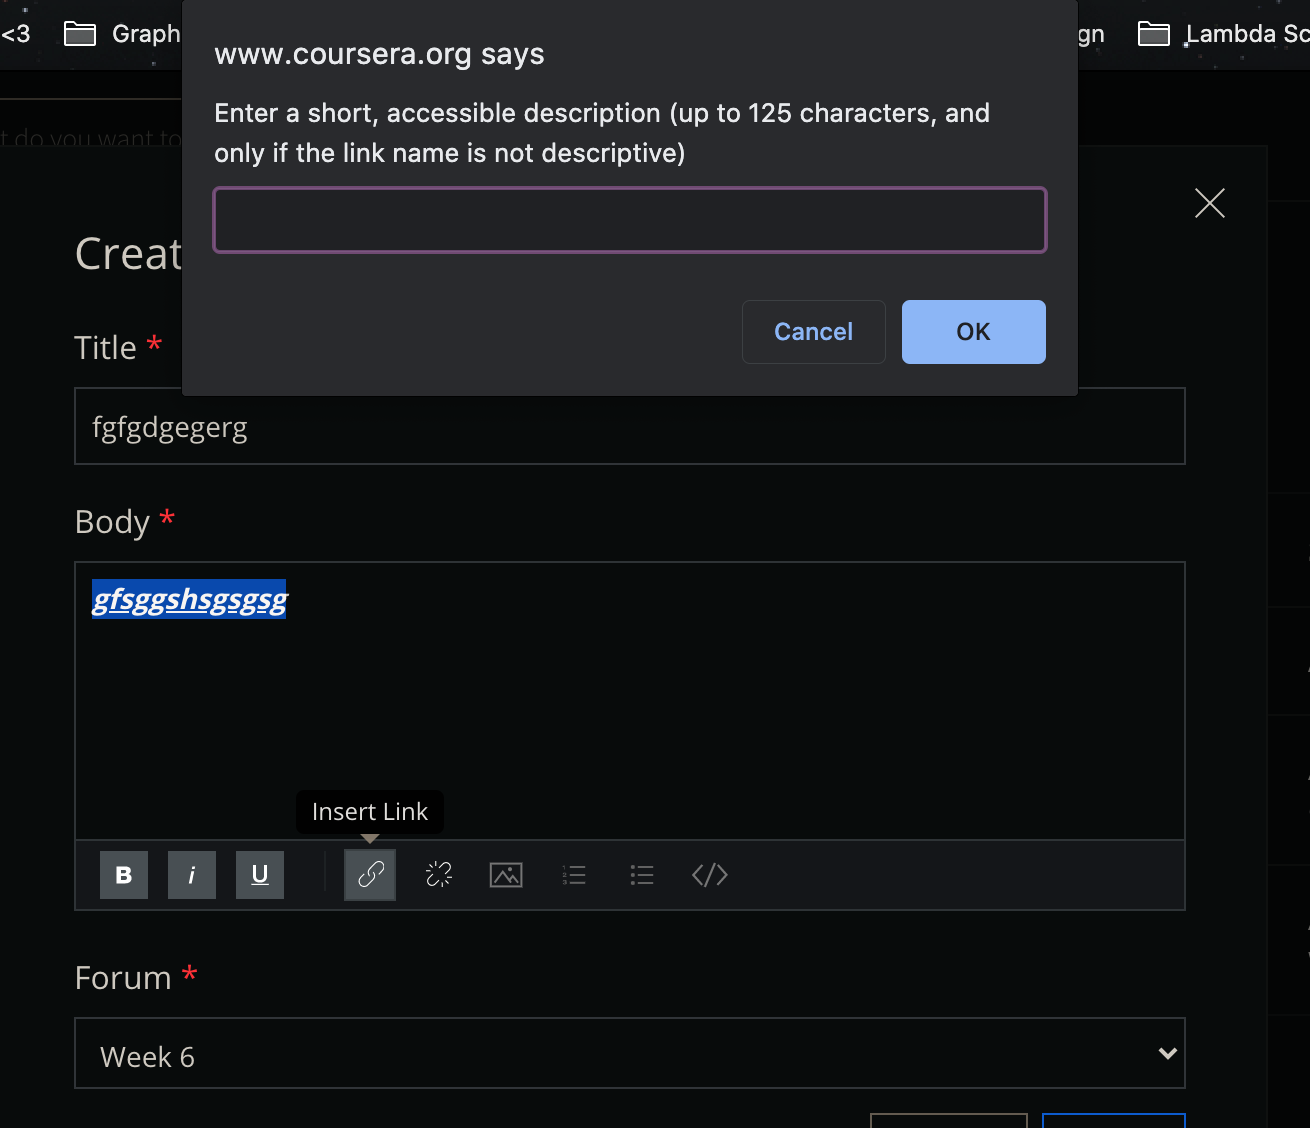 <3 Graph gn Lambda Sc
www.coursera.org says
Enter a short, accessible description (up to 125 characters, and
only if the link name is not descriptive)
t do you want to
Cancel OK
Creat
Title *
fgfgdgegerg
Body *
gfsggshsgsgsg
Insert Link
B i U
Forum *
Week 6